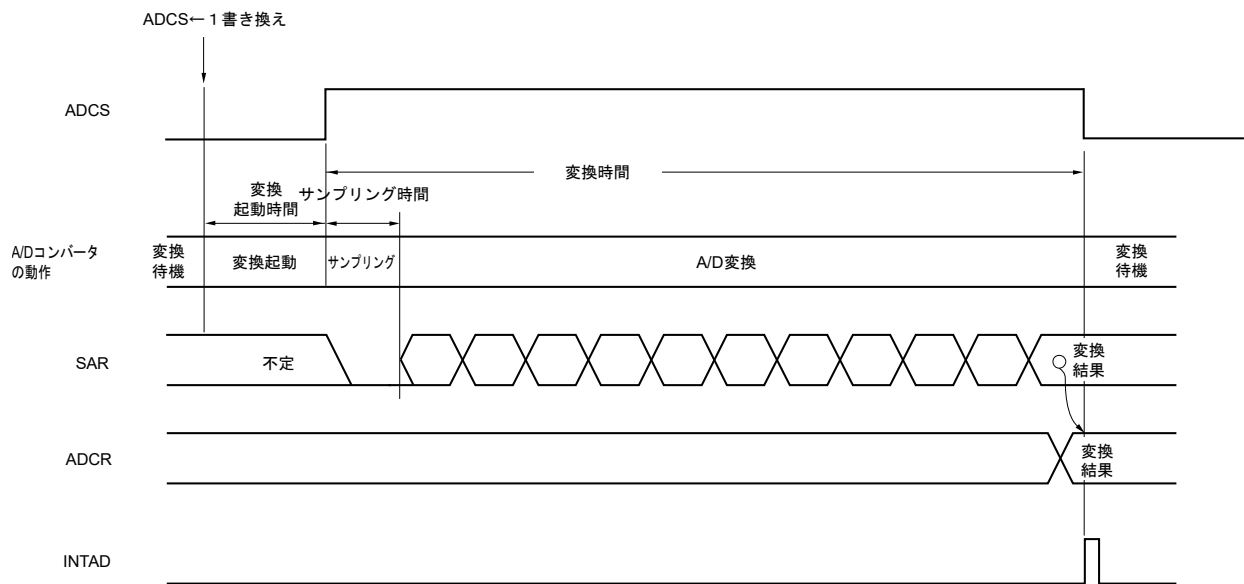 ADCS←１書き換え
ADCS
変換時間
変換
起動時間
サンプリング時間
A/Dコンバータ
の動作
変換
待機
変換起動
サンプリング
A/D変換
変換
待機
SAR
不定
変換
結果
ADCR
変換
結果
INTAD